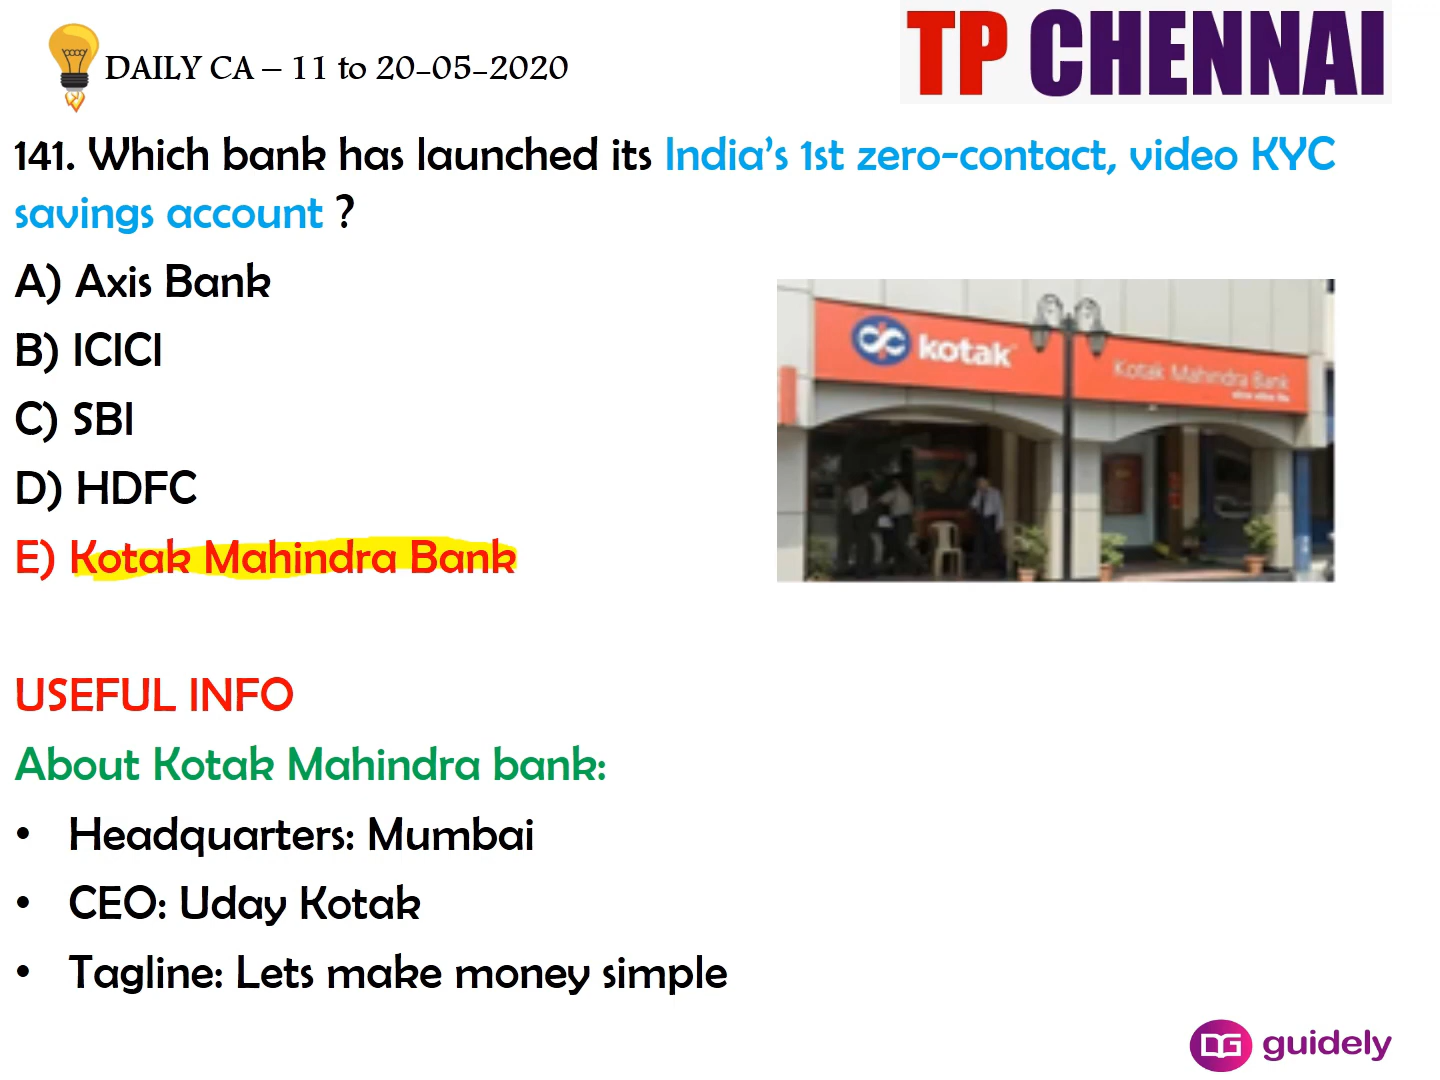 DAILY CA – 11 to 20-05-2020
TP CHENNAI
141. Which bank has launched its India’s 1st zero-contact, video KYC
savings account ?
A) Axis Bank
B) ICICI
C) SBI
D) HDFC
E) Kotak Mahindra Bank
kotak
Kotak Mahindra Bank
USEFUL INFO
About Kotak Mahindra bank:
• Headquarters: Mumbai
• CEO: Uday Kotak
• Tagline: Lets make money simple
guidely